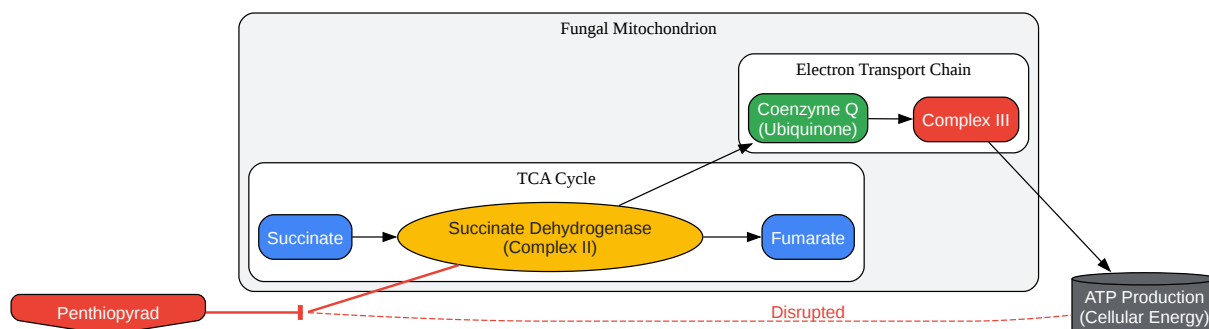 Fungal Mitochondrion
Electron Transport Chain
Coenzyme Q
(Ubiquinone)
Complex III
TCA Cycle
Succinate
Succinate Dehydrogenase
(Complex II)
Fumarate
Penthiopyrad
Disrupted
ATP Production
(Cellular Energy)